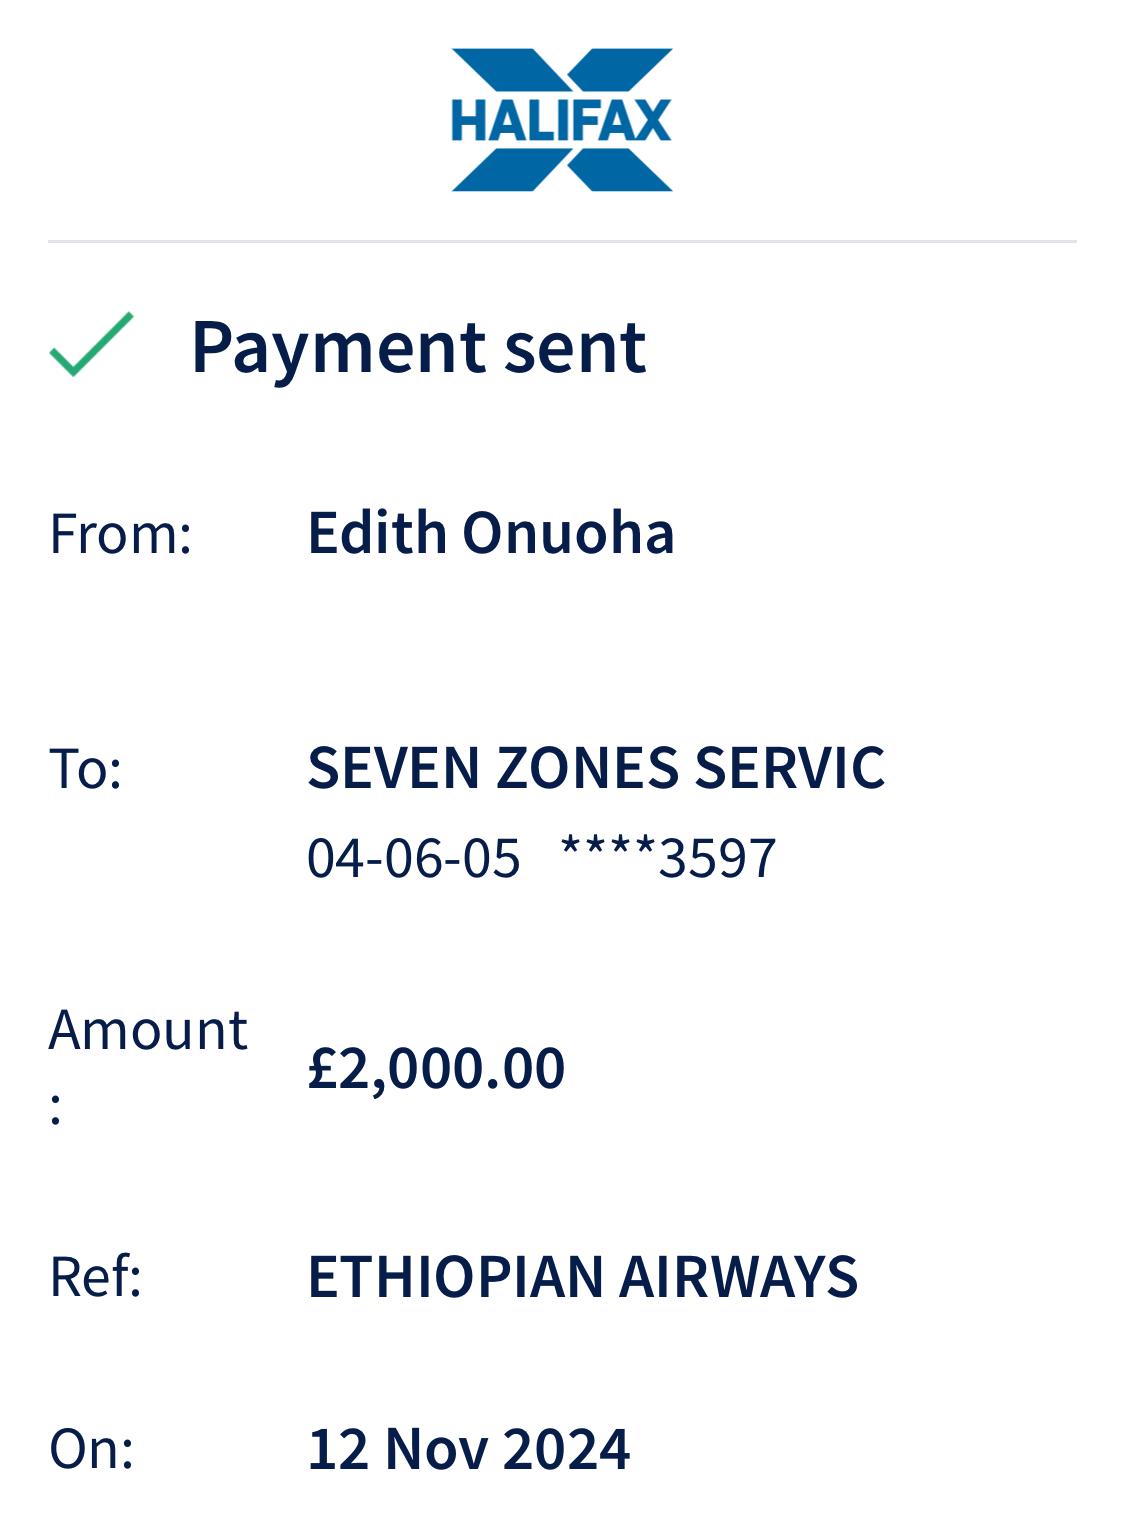 HALIFAX
Payment sent
From: Edith Onuoha
To: SEVEN ZONES SERVIC
04-06-05 ****3597
Amount
: £2,000.00
Ref: ETHIOPIAN AIRWAYS
On: 12 Nov 2024